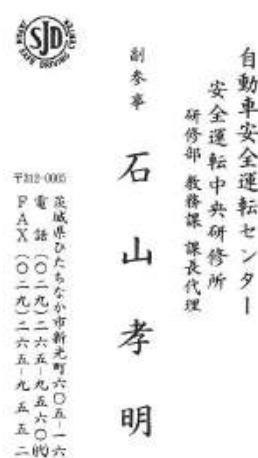 自動車安全運転センター
安全運転中央研修所
研修部 教務課 課長代理
副参事
石山孝明
〒312-0005
茨城県ひたちなか市新光町六〇五-一六
電話(〇二九)二六五-九五六〇㈹
FAX(〇二九)二六五-九五五二
SJD
SAFE DRIVING